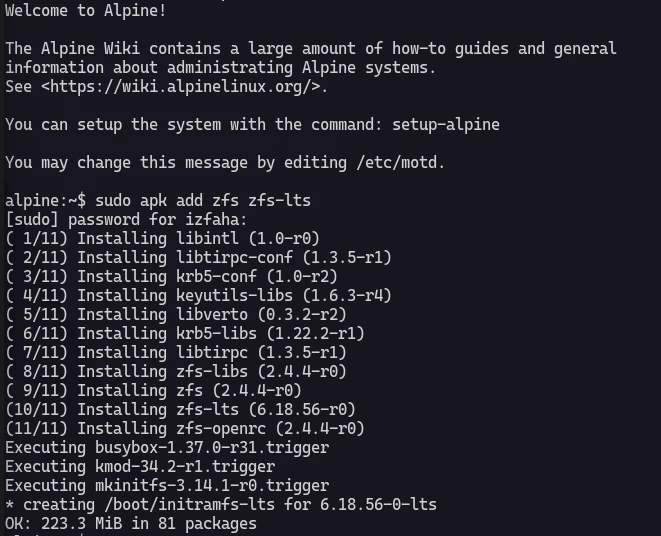 Welcome to Alpine!
The Alpine Wiki contains a large amount of how-to guides and general
information about administrating Alpine systems.
See <https://wiki.alpinelinux.org/>.
You can setup the system with the command: setup-alpine
You may change this message by editing /etc/motd.
alpine:~$ sudo apk add zfs zfs-lts
[sudo] password for izfaha:
( 1/11) Installing libintl (1.0-r0)
( 2/11) Installing libtirpc-conf (1.3.5-r1)
( 3/11) Installing krb5-conf (1.0-r2)
( 4/11) Installing keyutils-libs (1.6.3-r4)
( 5/11) Installing libverto (0.3.2-r2)
( 6/11) Installing krb5-libs (1.22.2-r1)
( 7/11) Installing libtirpc (1.3.5-r1)
( 8/11) Installing zfs-libs (2.4.4-r0)
( 9/11) Installing zfs (2.4.4-r0)
(10/11) Installing zfs-lts (6.18.56-r0)
(11/11) Installing zfs-openrc (2.4.4-r0)
Executing busybox-1.37.0-r31.trigger
Executing kmod-34.2-r1.trigger
Executing mkinitfs-3.14.1-r0.trigger
* creating /boot/initramfs-lts for 6.18.56-0-lts
OK: 223.3 MiB in 81 packages